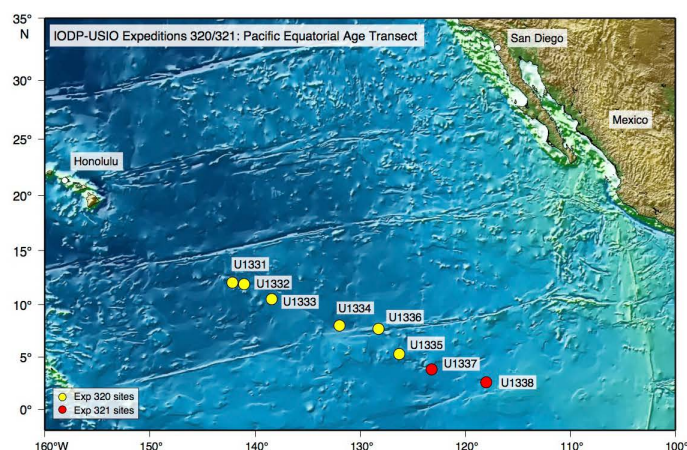 35°
N
IODP-USIO Expeditions 320/321: Pacific Equatorial Age Transect
San Diego
30°
Mexico
25°
Honolulu
20°
15°
U1331
U1332
10°
U1333
U1334
U1336
5°
U1335
U1337
U1338
Exp 320 sites
0°
Exp 321 sites
160°W
150°
140°
130°
120°
110°
100°